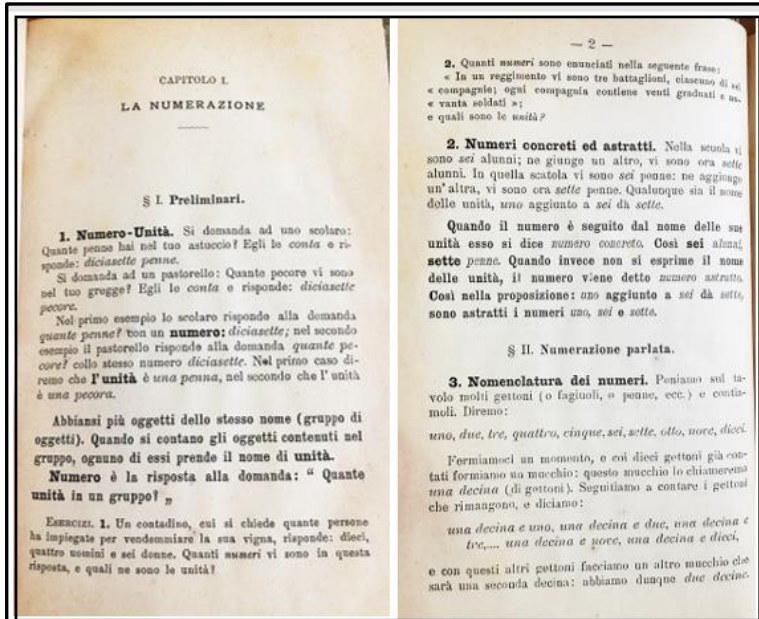 CAPITOLO I.
LA NUMERAZIONE
§ I. Preliminari.
1. Numero-Unità. Si domanda ad uno scolaro:
Quante penne hai nel tuo astuccio? Egli le conta e ri-
sponde: diciasette penne.
Si domanda ad un pastorello: Quante pecore vi sono
nel tuo gregge? Egli le conta e risponde: diciasette
pecore.
Nel primo esempio lo scolaro risponde alla domanda
quante penne? con un numero: diciasette; nel secondo
esempio il pastorello risponde alla domanda quante pe-
core? collo stesso numero diciasette. Nel primo caso di-
remo che l'unità è una penna, nel secondo che l'unità
è una pecora.
Abbiansi più oggetti dello stesso nome (gruppo di
oggetti). Quando si contano gli oggetti contenuti nel
gruppo, ognuno di essi prende il nome di unità.
Numero è la risposta alla domanda: “ Quante
unità in un gruppo? „
ESERCIZI. 1. Un contadino, cui si chiede quante persone
ha impiegate per vendemmiare la sua vigna, risponde: dieci,
quattro uomini e sei donne. Quanti numeri vi sono in questa
risposta, e quali ne sono le unità?
— 2 —
2. Quanti numeri sono enunciati nella seguente frase:
« In un reggimento vi sono tre battaglioni, ciascuno di sei
« compagnie; ogni compagnia contiene venti graduati e no-
« vanta soldati »;
e quali sono le unità?
2. Numeri concreti ed astratti. Nella scuola vi
sono sei alunni; ne giunge un altro, vi sono ora sette
alunni. In quella scatola vi sono sei penne: ne aggiungo
un' altra, vi sono ora sette penne. Qualunque sia il nome
delle unità, uno aggiunto a sei dà sette.
Quando il numero è seguito dal nome delle sue
unità esso si dice numero concreto. Così sei alunni,
sette penne. Quando invece non si esprime il nome
delle unità, il numero viene detto numero astratto.
Così nella proposizione: uno aggiunto a sei dà sette,
sono astratti i numeri uno, sei e sette.
§ II. Numerazione parlata.
3. Nomenclatura dei numeri. Poniamo sul ta-
volo molti gettoni (o fagiuoli, o penne, ecc.) e contia-
moli. Diremo:
uno, due, tre, quattro, cinque, sei, sette, otto, nove, dieci.
Fermiamoci un momento, e coi dieci gettoni già con-
tati formiamo un mucchio: questo mucchio lo chiameremo
una decina (di gettoni). Seguitiamo a contare i gettoni
che rimangono, e diciamo:
una decina e uno, una decina e due, una decina e
tre,.... una decina e nove, una decina e dieci,
e con questi altri gettoni facciamo un altro mucchio che
sarà una seconda decina: abbiamo dunque due decine.